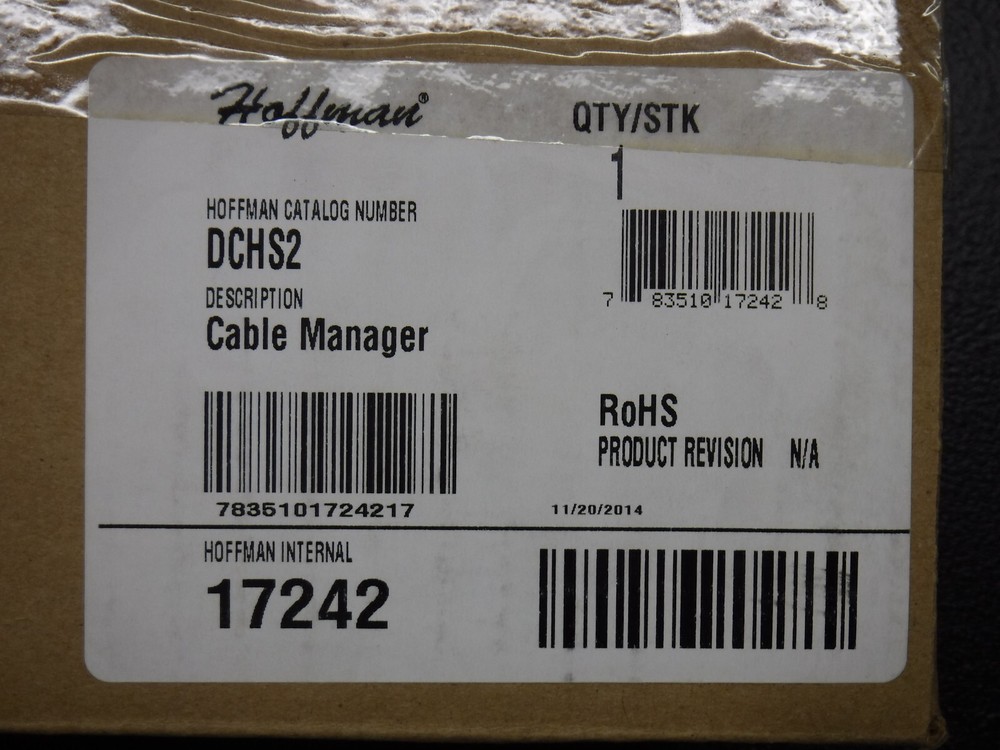 Hoffman®
QTY/STK
1
HOFFMAN CATALOG NUMBER
DCHS2
DESCRIPTION
Cable Manager
7 83510 17242 8
7835101724217
RoHS
PRODUCT REVISION N/A
11/20/2014
HOFFMAN INTERNAL
17242